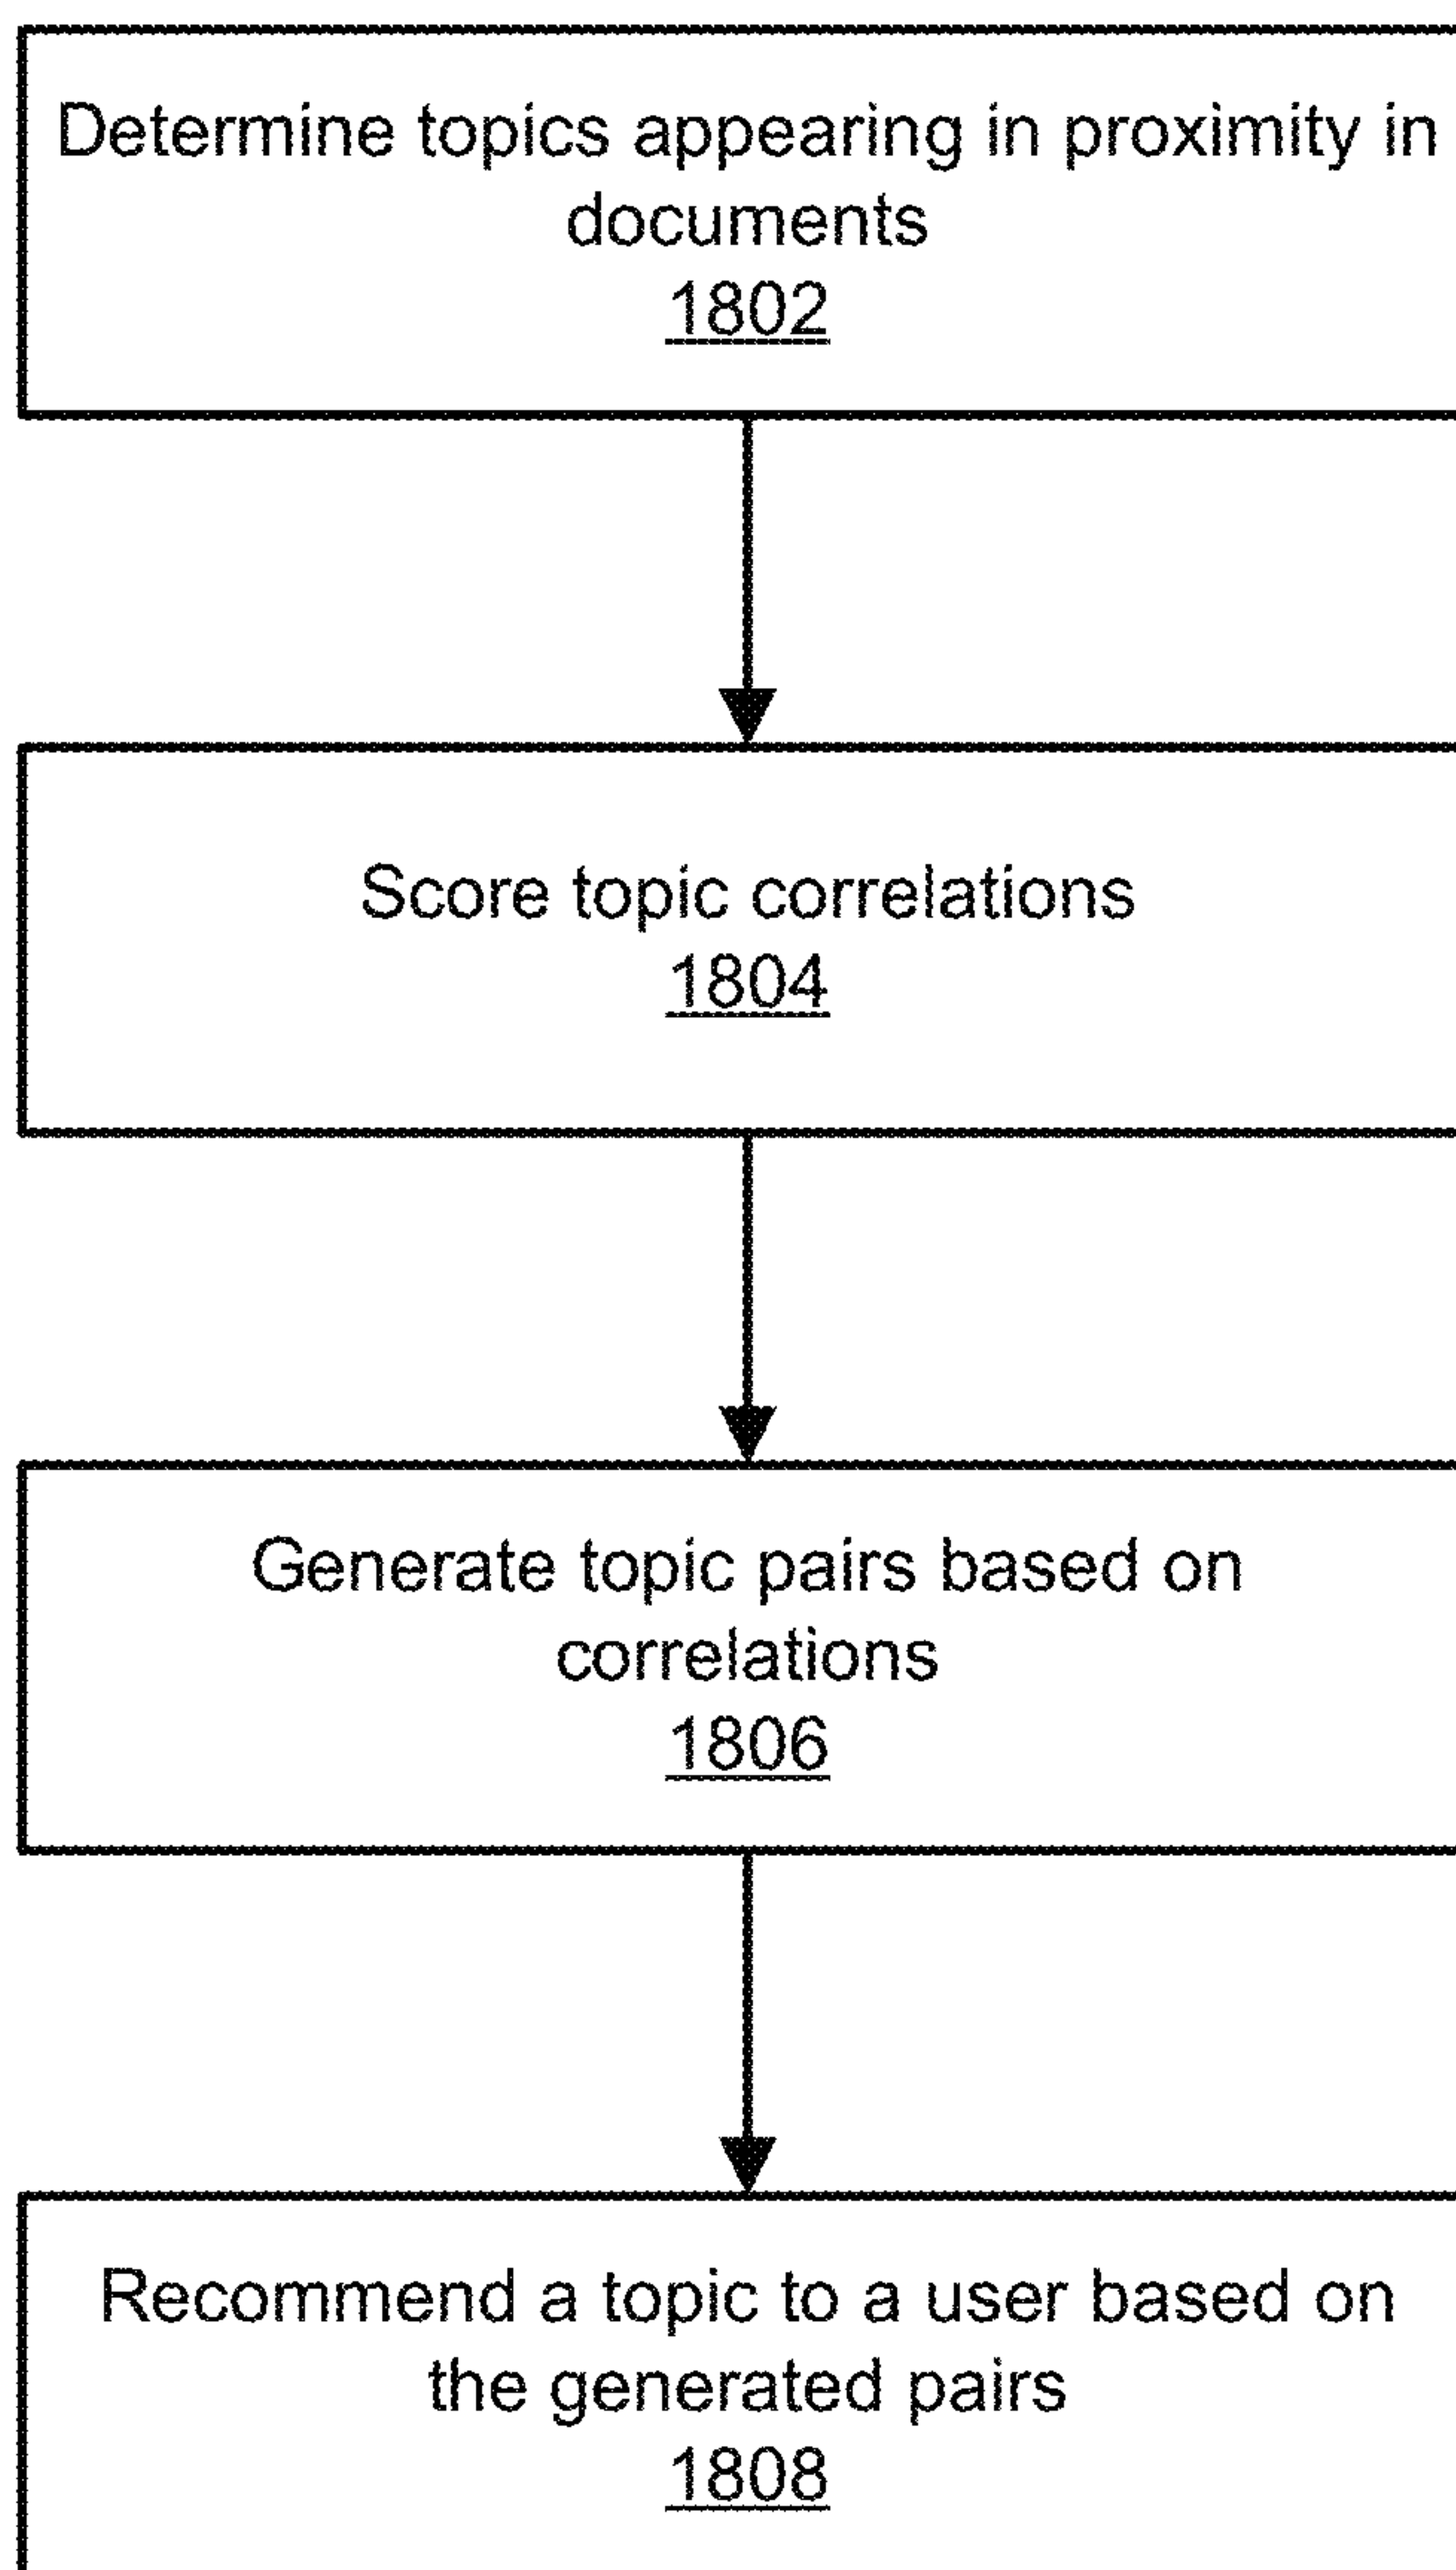 Determine topics appearing in proximity in
documents
1802
Score topic correlations
1804
Generate topic pairs based on
correlations
1806
Recommend a topic to a user based on
the generated pairs
1808